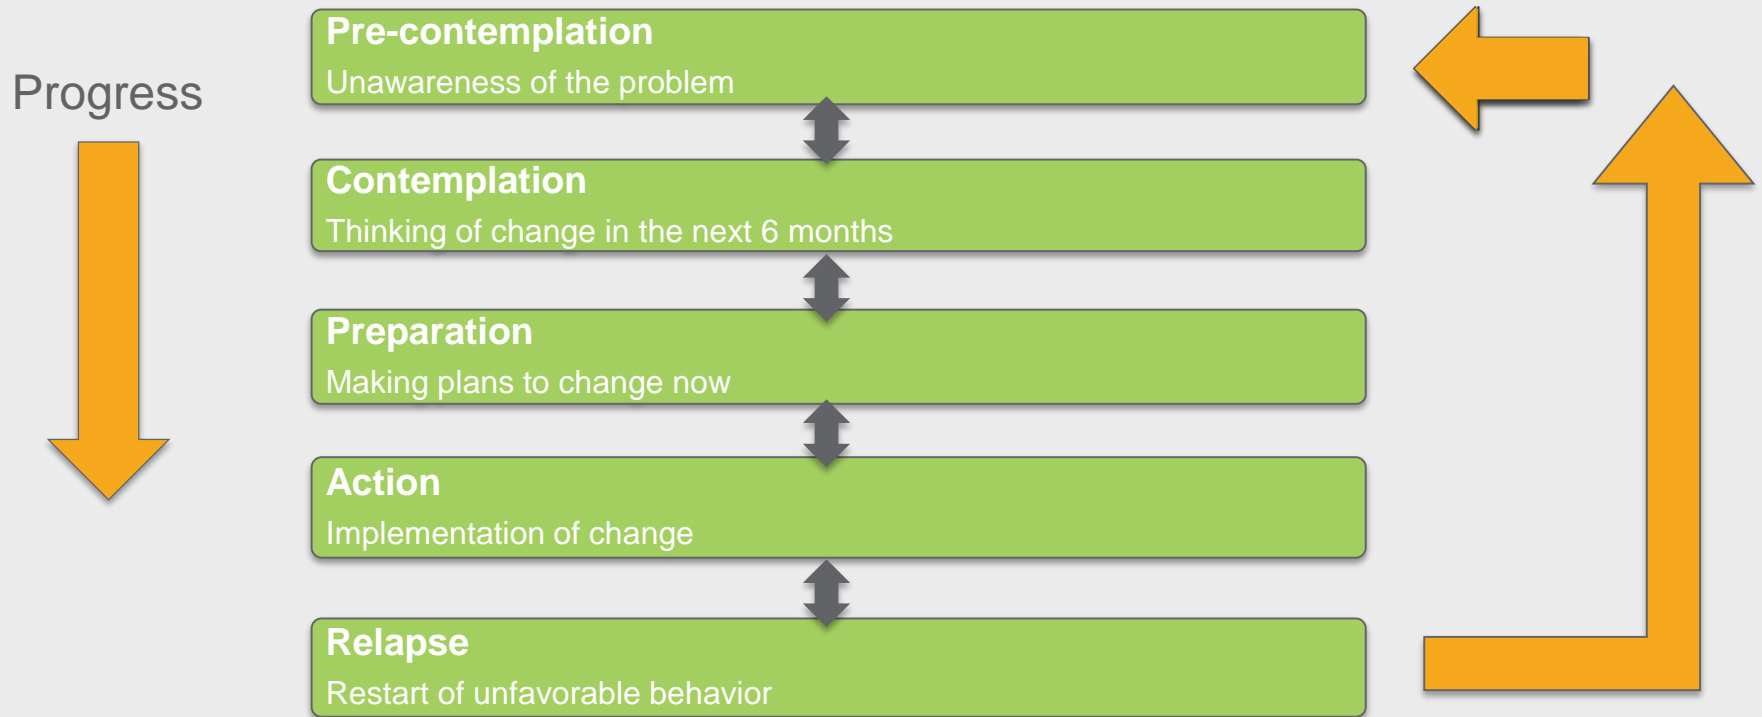 Progress
Pre-contemplation
Unawareness of the problem
Contemplation
Thinking of change in the next 6 months
Preparation
Making plans to change now
Action
Implementation of change
Relapse
Restart of unfavorable behavior